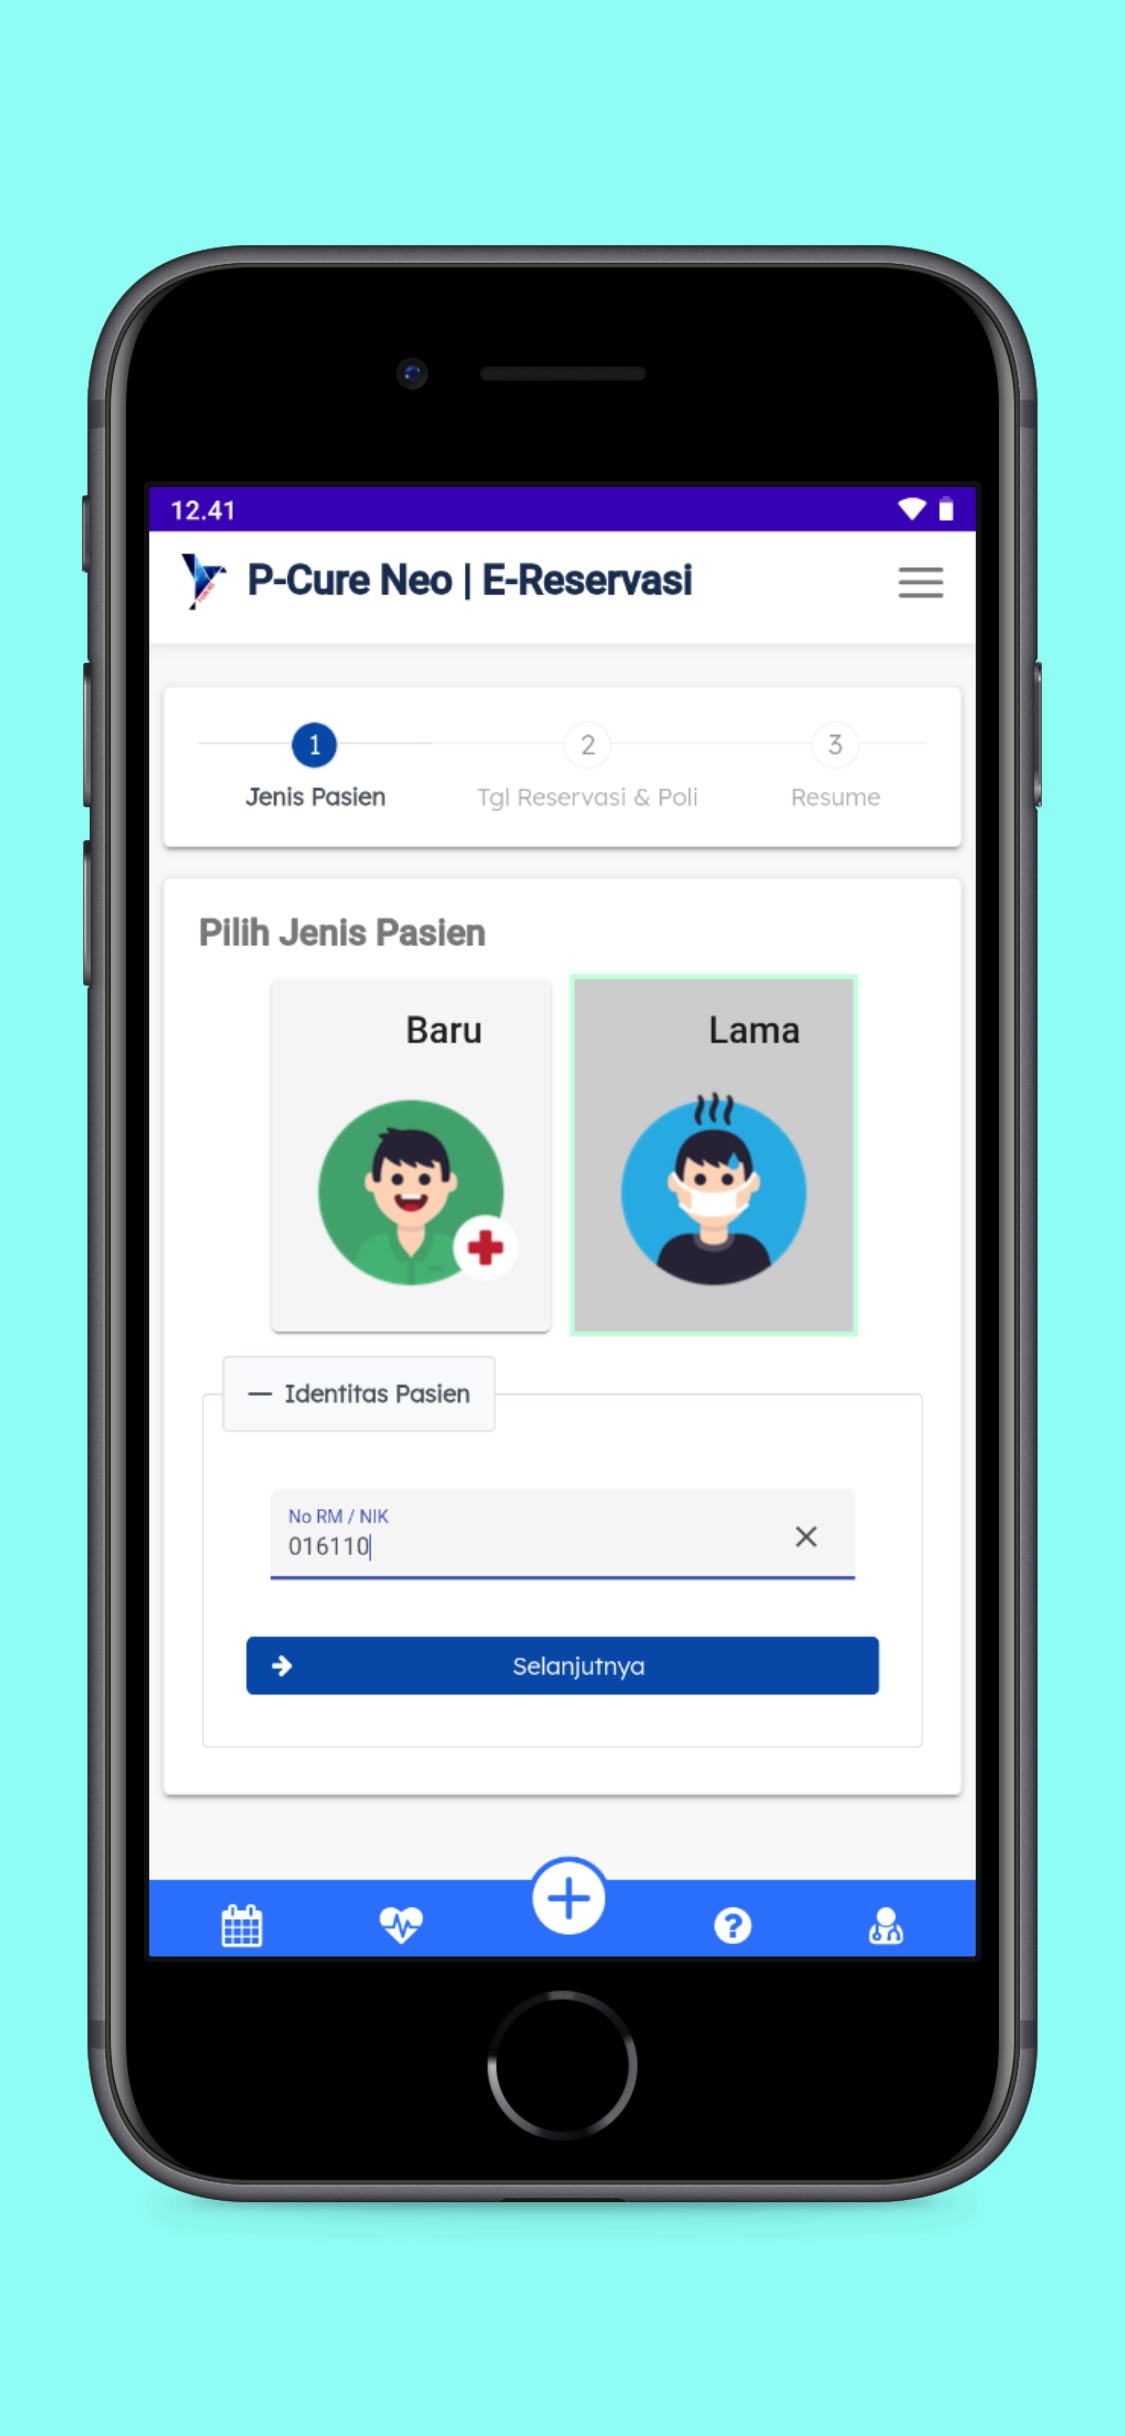 12.41
P-Cure Neo | E-Reservasi
1
2
3
Jenis Pasien
Tgl Reservasi & Poli
Resume
Pilih Jenis Pasien
Baru
Lama
Identitas Pasien
No RM / NIK
016110
Selanjutnya